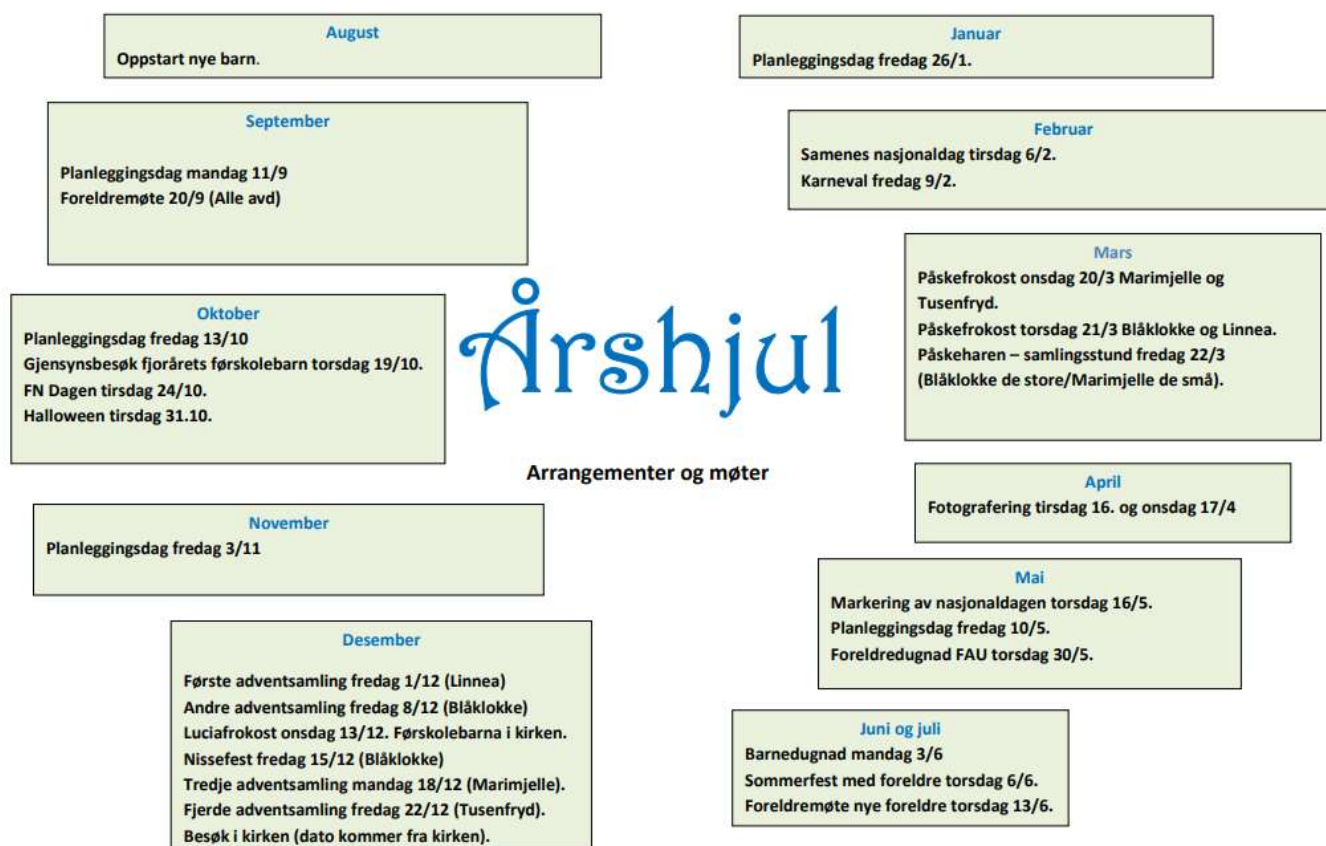 August
Oppstart nye barn.
September
Planleggingsdag mandag 11/9
Foreldremøte 20/9 (Alle avd)
Oktober
Planleggingsdag fredag 13/10
Gjensynsbesøk fjorårets førskolebarn torsdag 19/10.
FN Dagen tirsdag 24/10.
Halloween tirsdag 31.10.
November
Planleggingsdag fredag 3/11
Desember
Første adventsamling fredag 1/12 (Linnea)
Andre adventsamling fredag 8/12 (Blåklokke)
Luciafrokost onsdag 13/12. Førskolebarna i kirken.
Nissefest fredag 15/12 (Blåklokke)
Tredje adventsamling mandag 18/12 (Marimjelle).
Fjerde adventsamling fredag 22/12 (Tusenfryd).
Besøk i kirken (dato kommer fra kirken).
Årshjul
Arrangementer og møter
Januar
Planleggingsdag fredag 26/1.
Februar
Samenes nasjonaldag tirsdag 6/2.
Karneval fredag 9/2.
Mars
Påskefrokost onsdag 20/3 Marimjelle og
Tusenfryd.
Påskefrokost torsdag 21/3 Blåklokke og Linnea.
Påskeharen – samlingsstund fredag 22/3
(Blåklokke de store/Marimjelle de små).
April
Fotografering tirsdag 16. og onsdag 17/4
Mai
Markering av nasjonaldagen torsdag 16/5.
Planleggingsdag fredag 10/5.
Foreldredugnad FAU torsdag 30/5.
Juni og juli
Barnedugnad mandag 3/6
Sommerfest med foreldre torsdag 6/6.
Foreldremøte nye foreldre torsdag 13/6.